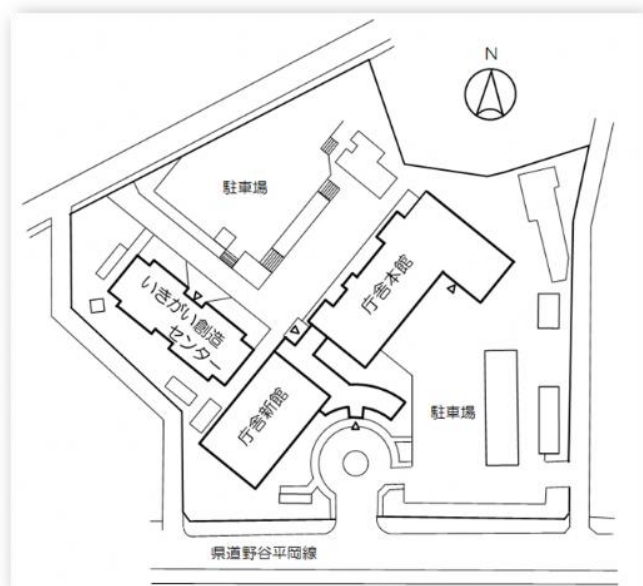 N
駐車場
庁舎本館
いきがい創造
センター
庁舎新館
駐車場
県道野谷平岡線